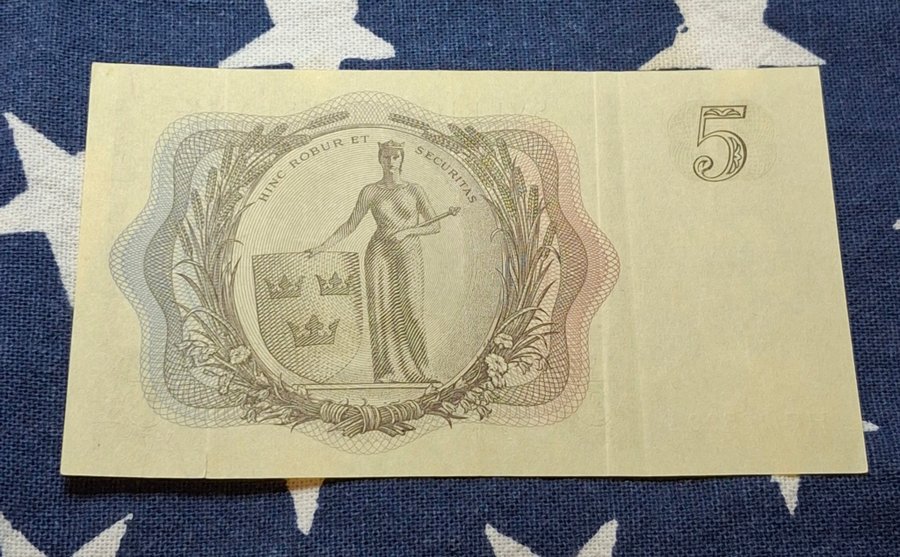 HINC ROBUR ET SECURITAS
5